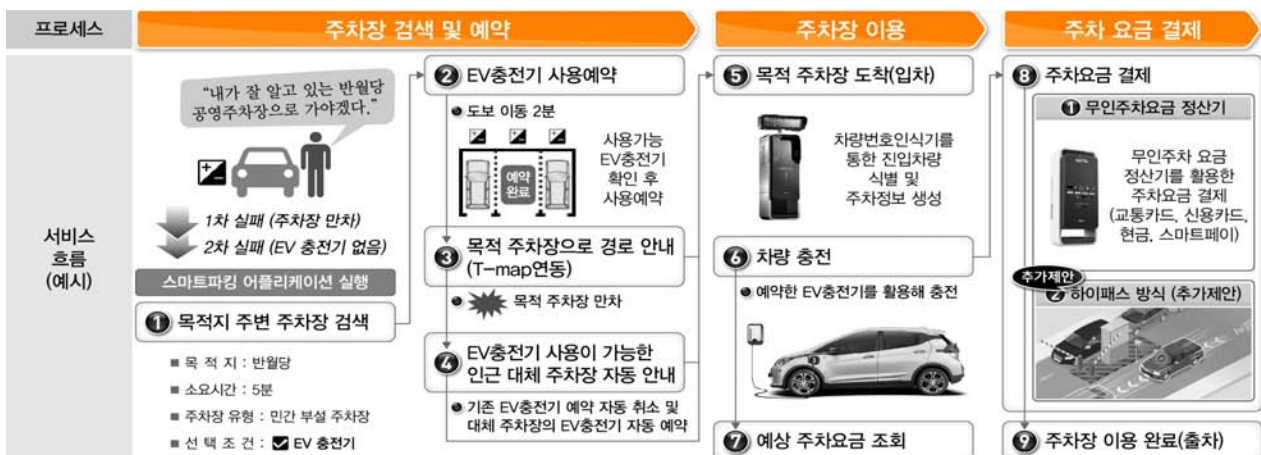 프로세스
주차장 검색 및 예약
주차장 이용
주차 요금 결제
서비스
흐름
(예시)
“내가 잘 알고 있는 반월당
공영주차장으로 가야겠다.”
1차 실패 (주차장 만차)
2차 실패 (EV 충전기 없음)
스마트파킹 어플리케이션 실행
1 목적지 주변 주차장 검색
■ 목 적 지 : 반월당
■ 소요시간 : 5분
■ 주차장 유형 : 민간 부설 주차장
■ 선 택 조 건 : ✔ EV 충전기
2 EV충전기 사용예약
● 도보 이동 2분
예약
완료
사용가능
EV충전기
확인 후
사용예약
3 목적 주차장으로 경로 안내
(T-map연동)
● 목적 주차장 만차
4 EV충전기 사용이 가능한
인근 대체 주차장 자동 안내
● 기존 EV충전기 예약 자동 취소 및
대체 주차장의 EV충전기 자동 예약
5 목적 주차장 도착(입차)
차량번호인식기를
통한 진입차량
식별 및
주차정보 생성
6 차량 충전
● 예약한 EV충전기를 활용해 충전
7 예상 주차요금 조회
8 주차요금 결제
1 무인주차요금 정산기
무인주차 요금
정산기를 활용한
주차요금 결제
(교통카드, 신용카드,
현금, 스마트페이)
추가제안
2 하이패스 방식 (추가제안)
9 주차장 이용 완료(출차)